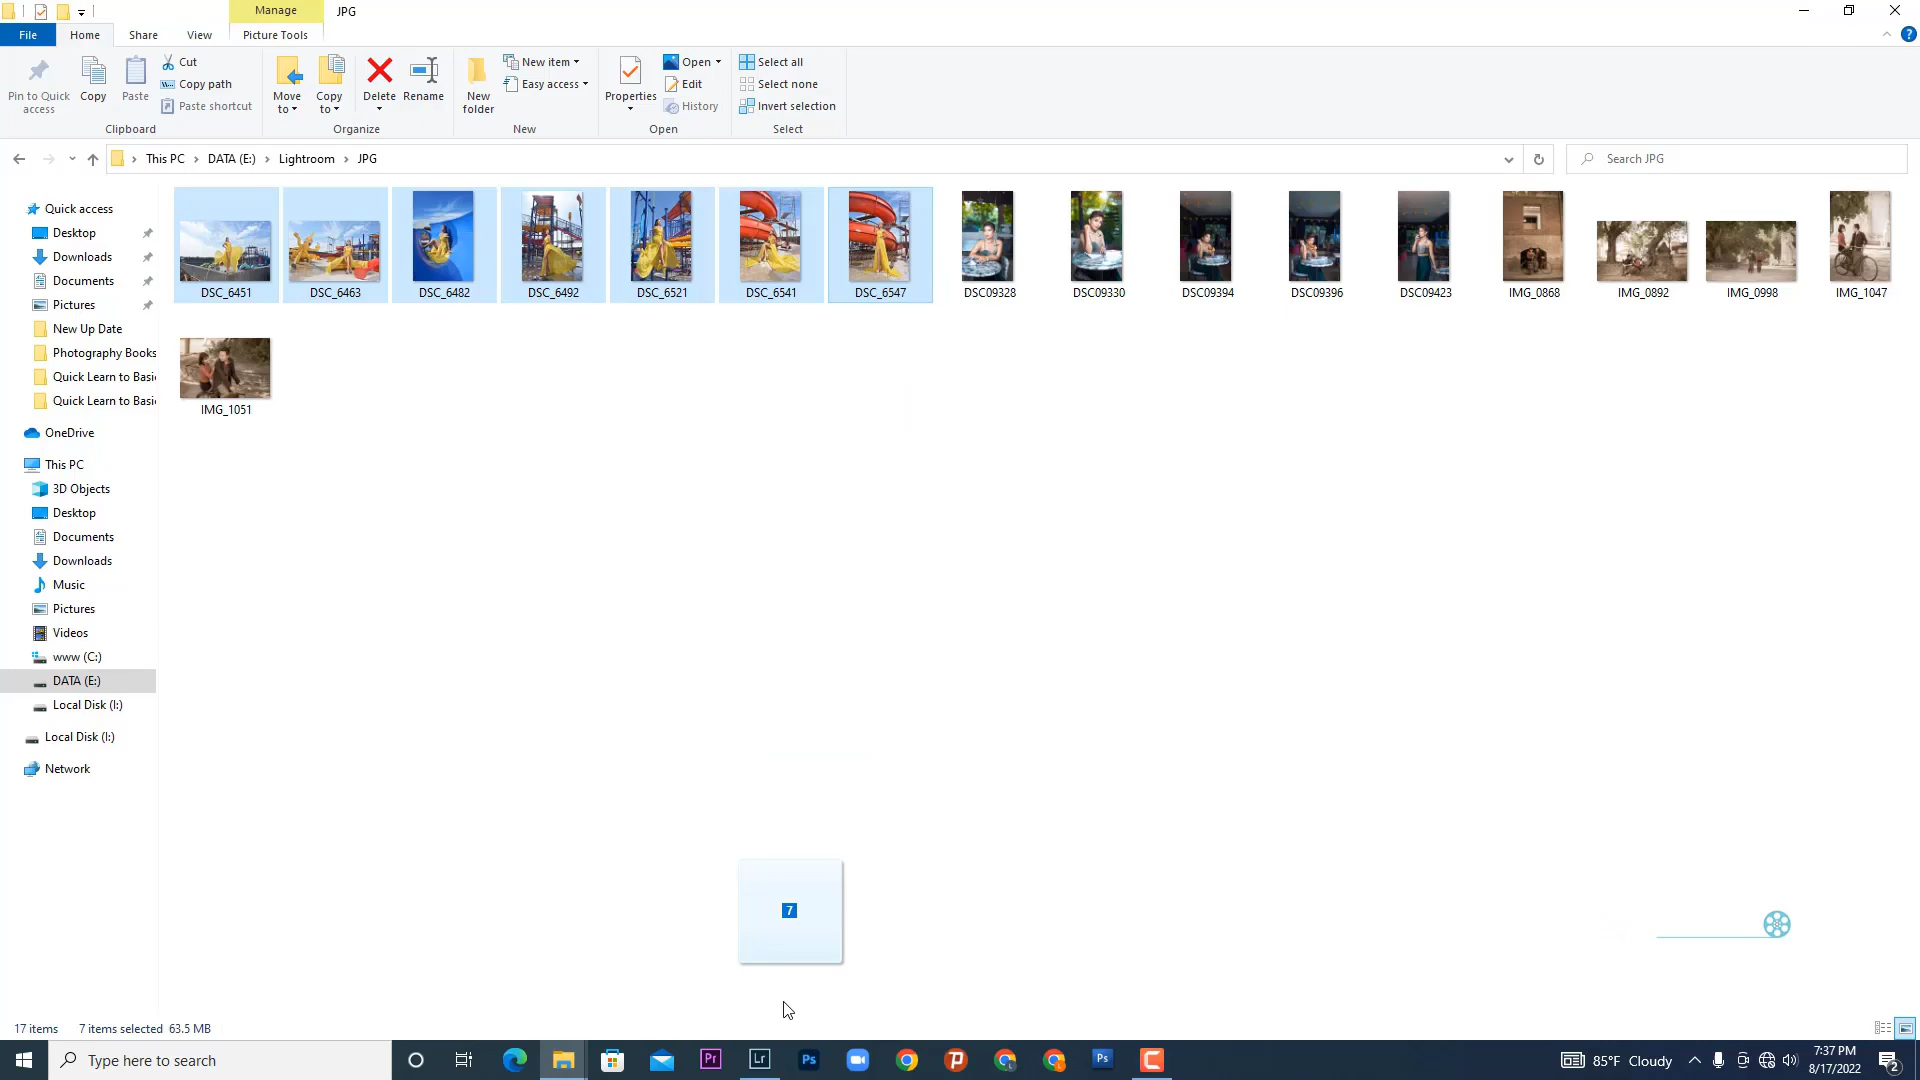 Manage JPG
File Home Share View Picture Tools
Pin to Quick access
Copy
Paste
Cut
Copy path
Paste shortcut
Clipboard
Move to
Copy to
Delete
Rename
Organize
New folder
New item
Easy access
New
Properties
Open
Edit
History
Open
Select all
Select none
Invert selection
Select
This PC › DATA (E:) › Lightroom › JPG
Search JPG
Quick access
Desktop
Downloads
Documents
Pictures
New Up Date
Photography Books
Quick Learn to Basi
Quick Learn to Basi
OneDrive
This PC
3D Objects
Desktop
Documents
Downloads
Music
Pictures
Videos
www (C:)
DATA (E:)
Local Disk (I:)
Local Disk (I:)
Network
DSC_6451 DSC_6463 DSC_6482 DSC_6492 DSC_6521 DSC_6541 DSC_6547 DSC09328 DSC09330 DSC09394 DSC09396 DSC09423 IMG_0868 IMG_0892 IMG_0998 IMG_1047
IMG_1051
7
17 items 7 items selected 63.5 MB
Type here to search
Pr Lr Ps Ps
85°F Cloudy
7:37 PM
8/17/2022
2